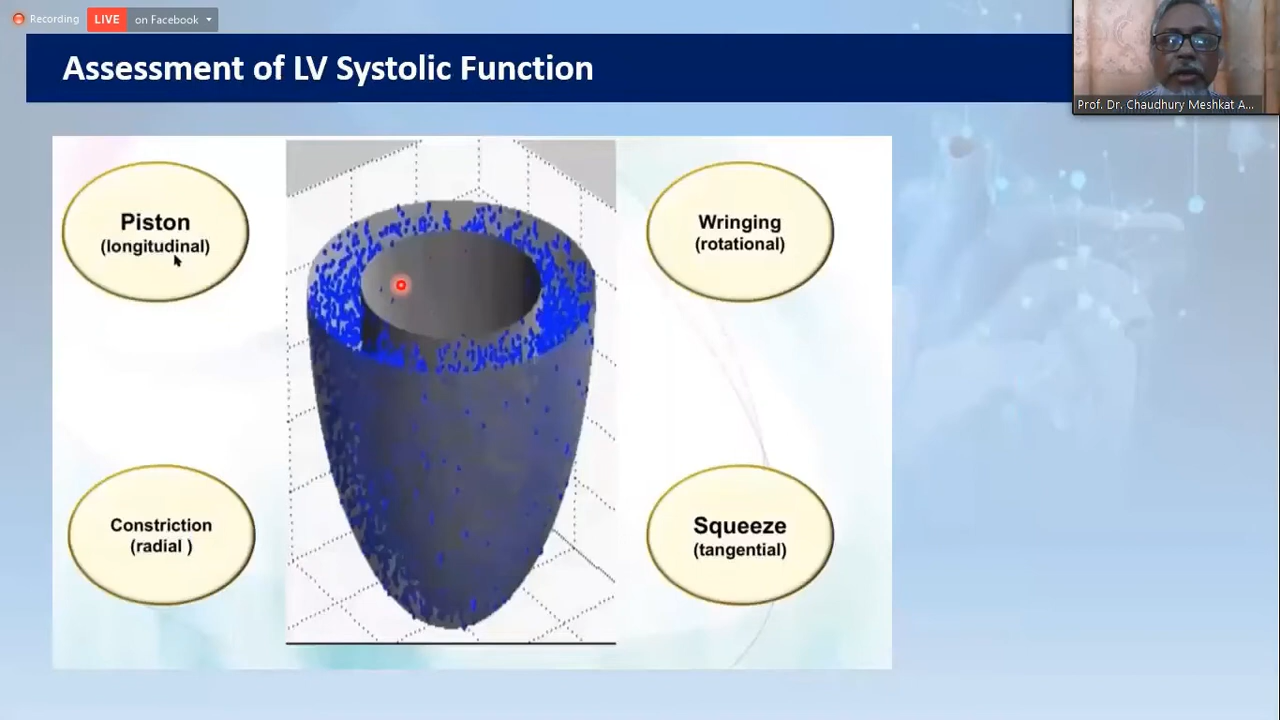 Recording
LIVE on Facebook
Assessment of LV Systolic Function
Prof. Dr. Chaudhury Meshkat A...
Piston
(longitudinal)
Wringing
(rotational)
Constriction
(radial )
Squeeze
(tangential)